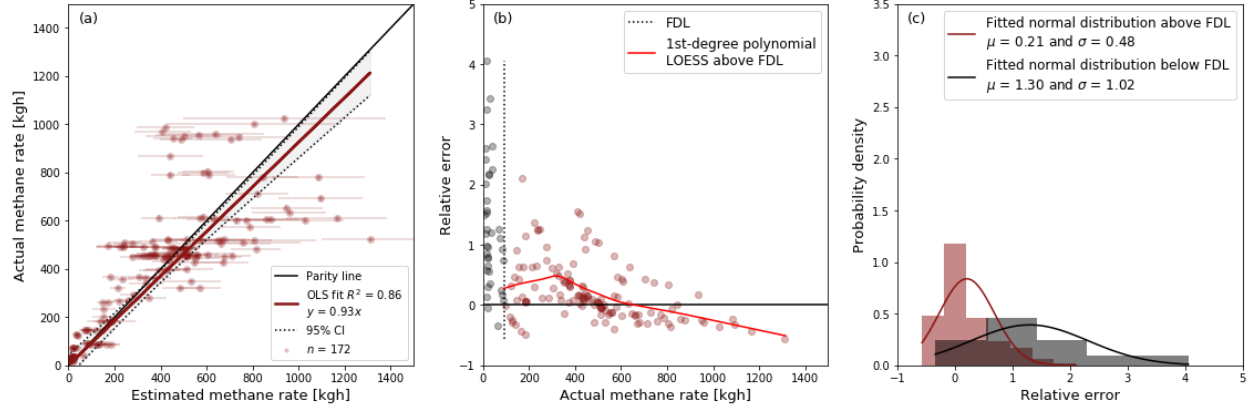 (a)
Actual methane rate [kgh]
1400
1200
1000
800
600
400
200
0
0 200 400 600 800 1000 1200 1400
Estimated methane rate [kgh]
Parity line
OLS fit R² = 0.86
y = 0.93x
95% CI
n = 172
(b)
Relative error
5
4
3
2
1
0
−1
0 200 400 600 800 1000 1200 1400
Actual methane rate [kgh]
FDL
1st-degree polynomial
LOESS above FDL
(c)
Probability density
3.5
3.0
2.5
2.0
1.5
1.0
0.5
0.0
−1 0 1 2 3 4 5
Relative error
Fitted normal distribution above FDL
μ = 0.21 and σ = 0.48
Fitted normal distribution below FDL
μ = 1.30 and σ = 1.02